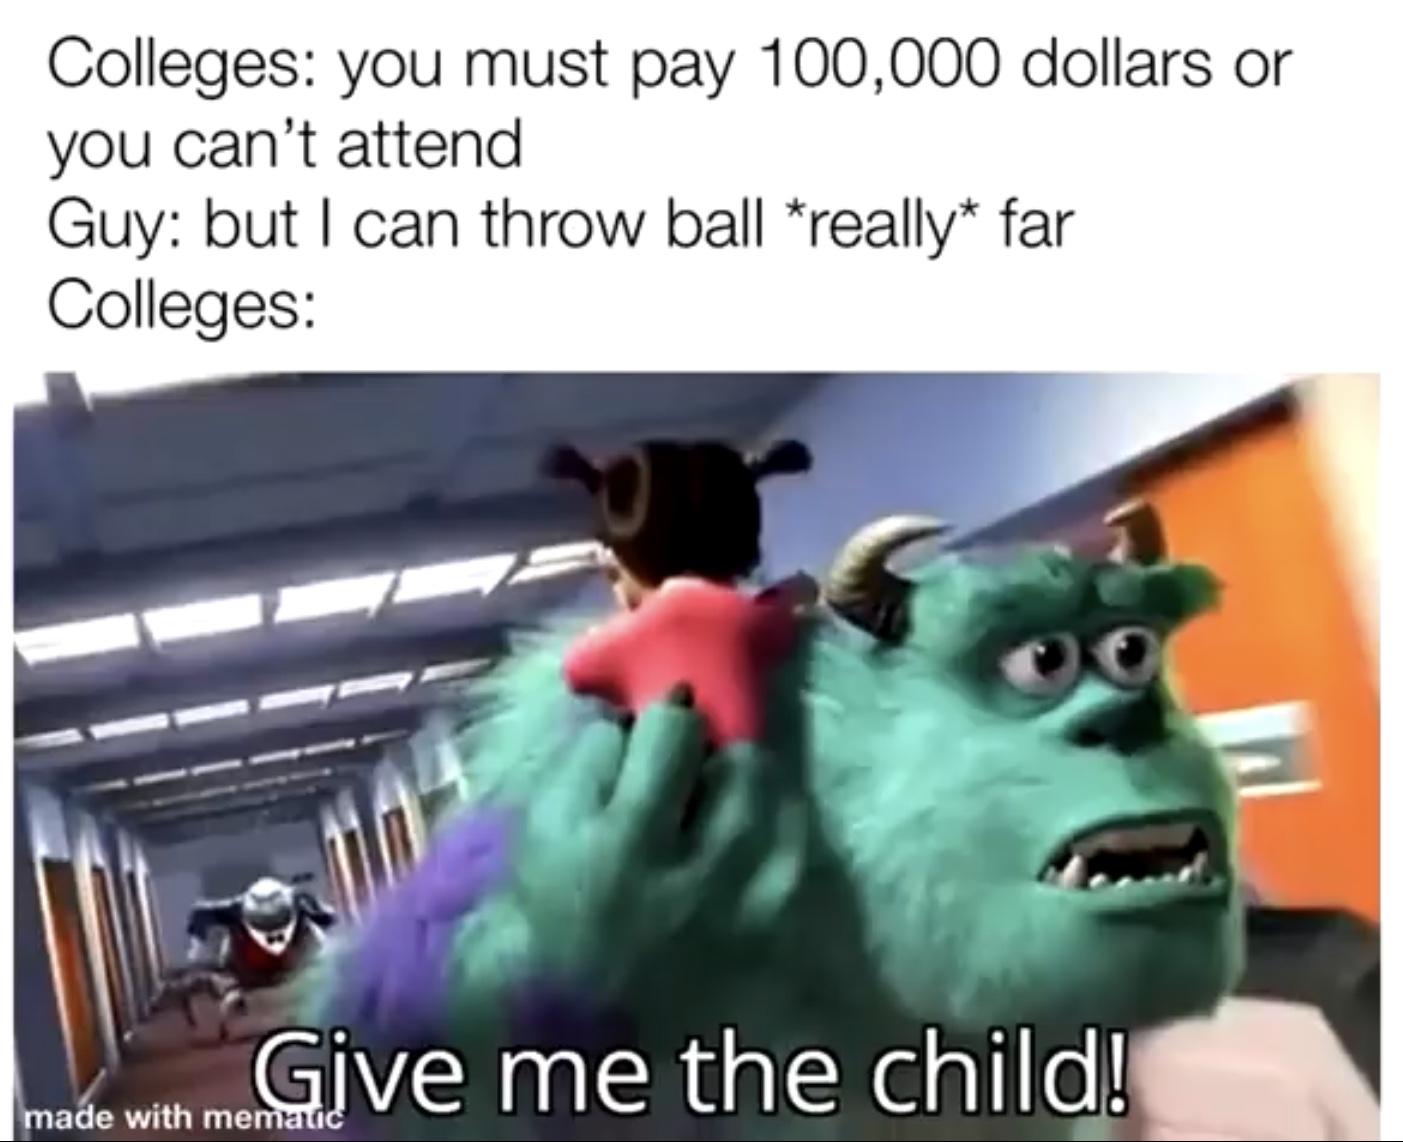 Colleges: you must pay 100,000 dollars or
you can’t attend
Guy: but I can throw ball *really* far
Colleges:
Give me the child!
made with mematic